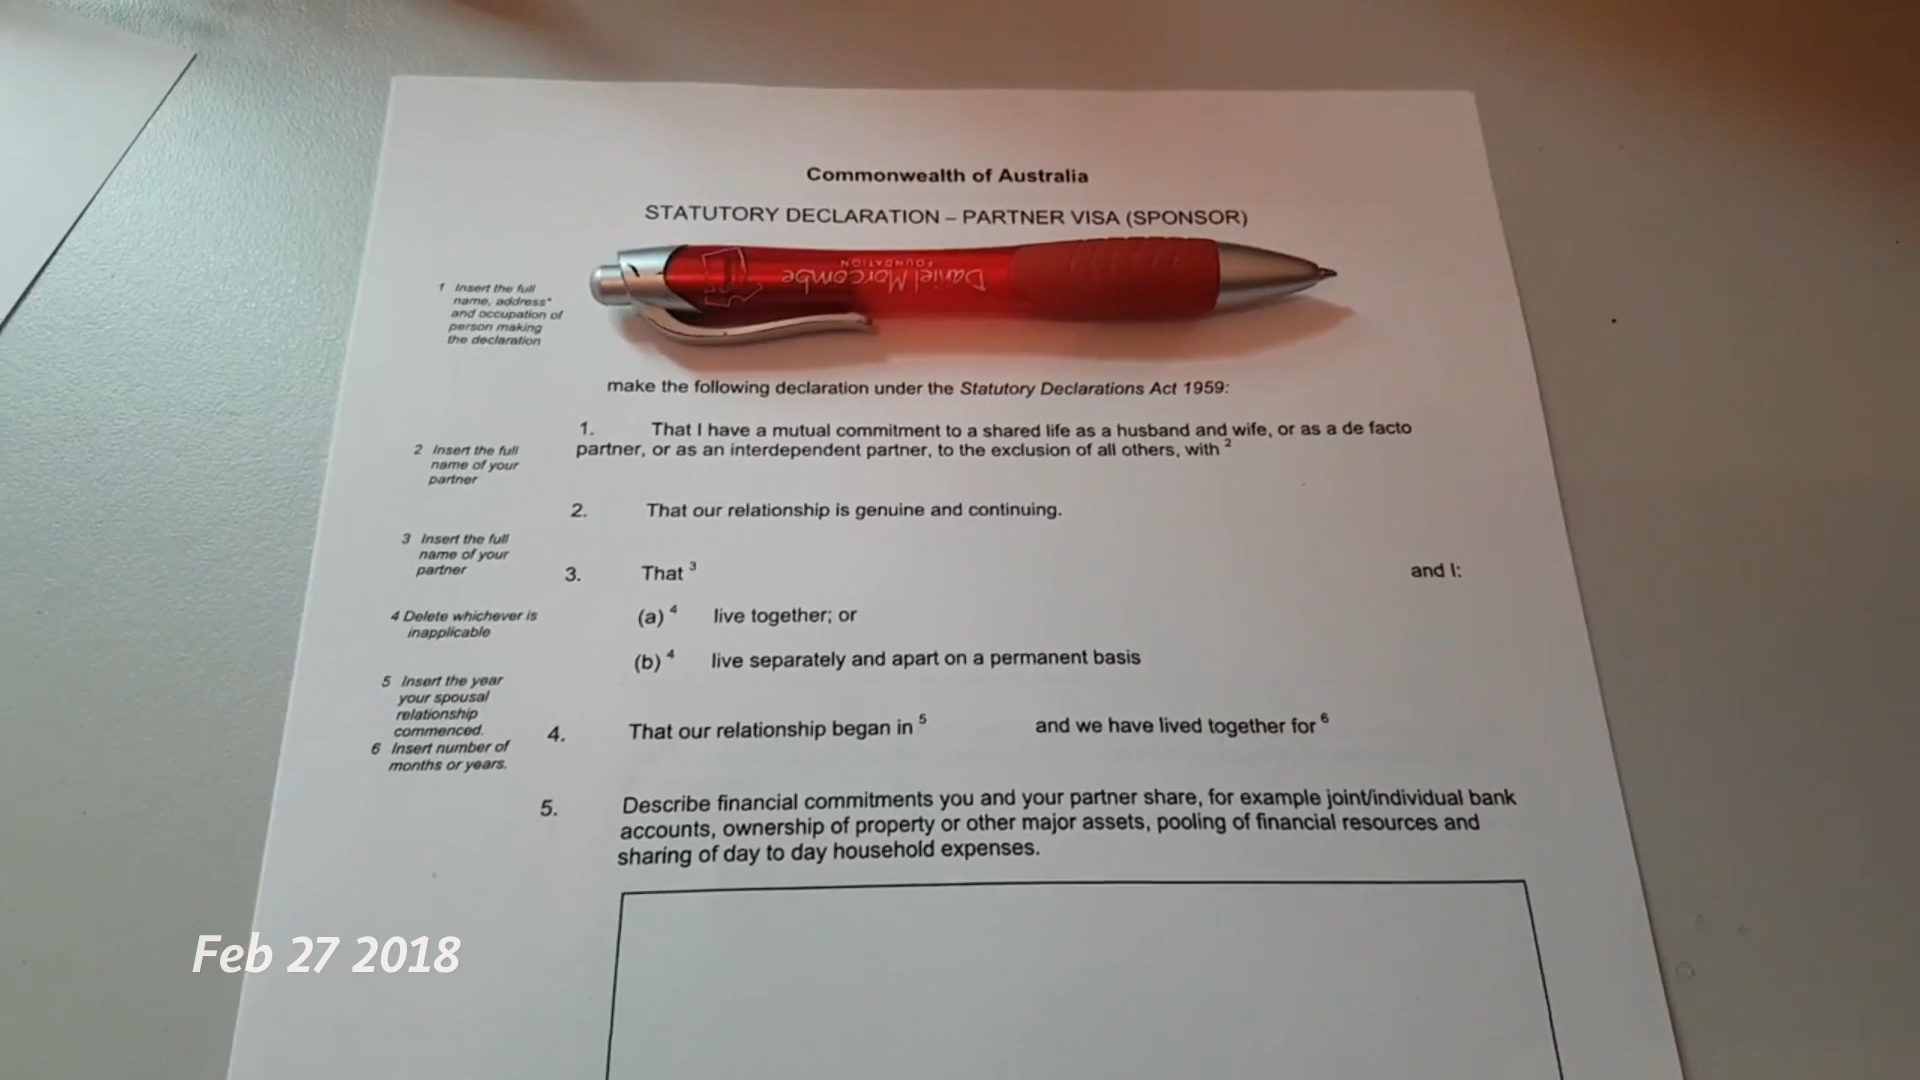 Commonwealth of Australia
STATUTORY DECLARATION – PARTNER VISA (SPONSOR)
Daniel Morcombe
FOUNDATION
1 Insert the full
name, address*
and occupation of
person making
the declaration
make the following declaration under the Statutory Declarations Act 1959:
1. That I have a mutual commitment to a shared life as a husband and wife, or as a de facto
partner, or as an interdependent partner, to the exclusion of all others, with 2
2 Insert the full
name of your
partner
2. That our relationship is genuine and continuing.
3 Insert the full
name of your
partner
3. That 3 and I:
4 Delete whichever is
inapplicable
(a) 4 live together; or
(b) 4 live separately and apart on a permanent basis
5 Insert the year
your spousal
relationship
commenced.
6 Insert number of
months or years.
4. That our relationship began in 5 and we have lived together for 6
5. Describe financial commitments you and your partner share, for example joint/individual bank
accounts, ownership of property or other major assets, pooling of financial resources and
sharing of day to day household expenses.
Feb 27 2018